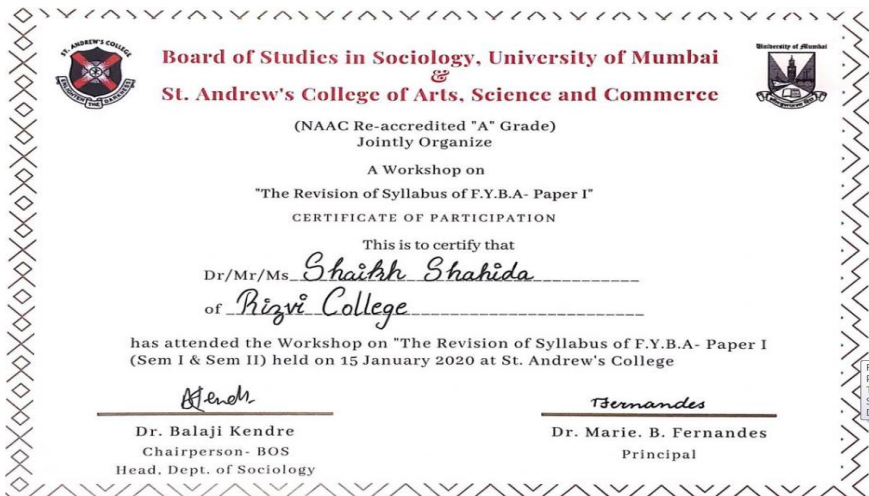 ST. ANDREW'S COLLEGE
ENLIGHTEN THE DARKNESS
University of Mumbai
Board of Studies in Sociology, University of Mumbai
&
St. Andrew's College of Arts, Science and Commerce
(NAAC Re-accredited "A" Grade)
Jointly Organize
A Workshop on
"The Revision of Syllabus of F.Y.B.A- Paper I"
CERTIFICATE OF PARTICIPATION
This is to certify that
Dr/Mr/Ms Shaikh Shahida
of Rizvi College
has attended the Workshop on "The Revision of Syllabus of F.Y.B.A- Paper I
(Sem I & Sem II) held on 15 January 2020 at St. Andrew's College
Fernandes
Dr. Balaji Kendre
Chairperson- BOS
Head, Dept. of Sociology
Dr. Marie. B. Fernandes
Principal